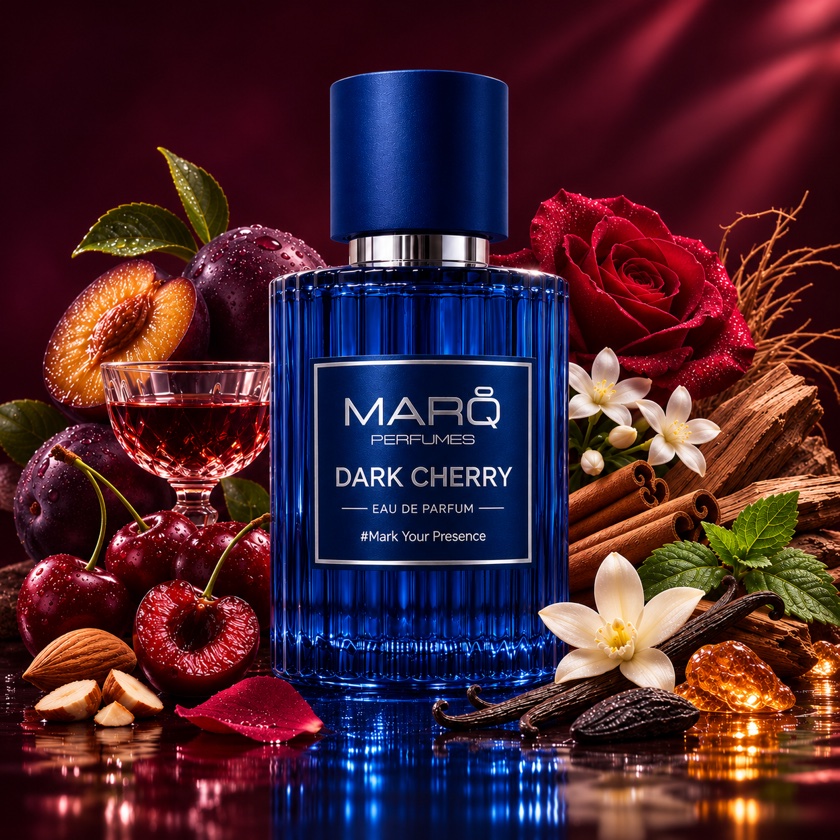 MARQ
PERFUMES
DARK CHERRY
EAU DE PARFUM
#Mark Your Presence